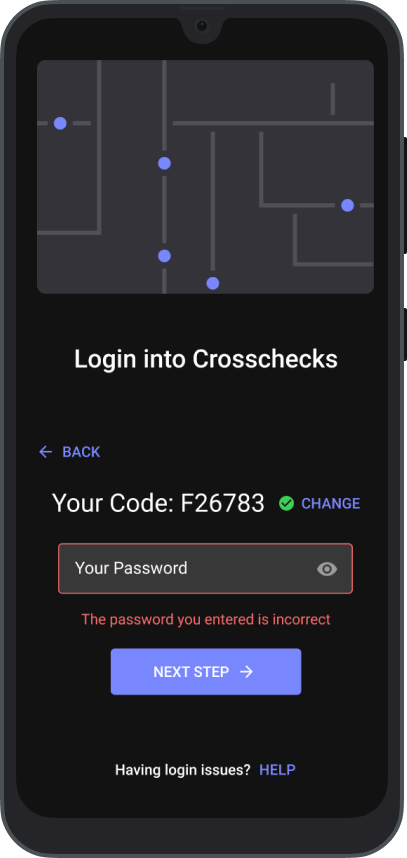 Login into Crosschecks
BACK
Your Code: F26783 CHANGE
Your Password
The password you entered is incorrect
NEXT STEP
Having login issues? HELP